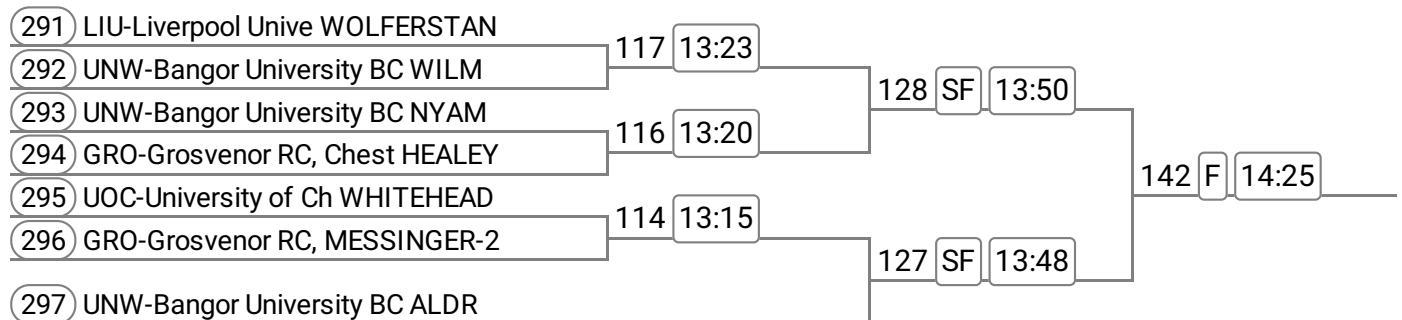 291 LIU-Liverpool Unive WOLFERSTAN
117 13:23
292 UNW-Bangor University BC WILM
128 SF 13:50
293 UNW-Bangor University BC NYAM
116 13:20
294 GRO-Grosvenor RC, Chest HEALEY
142 F 14:25
295 UOC-University of Ch WHITEHEAD
114 13:15
296 GRO-Grosvenor RC, MESSINGER-2
127 SF 13:48
297 UNW-Bangor University BC ALDR